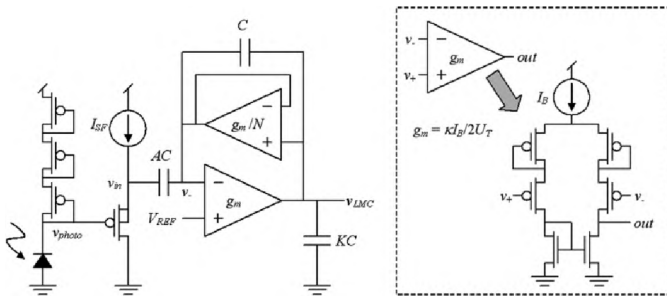 C
I_SF
g_m/N
AC
v_in
v_-
V_REF
g_m
v_LMC
v_photo
KC
v_-
v_+
g_m
out
I_B
g_m = κI_B/2U_T
v_+
v_-
out